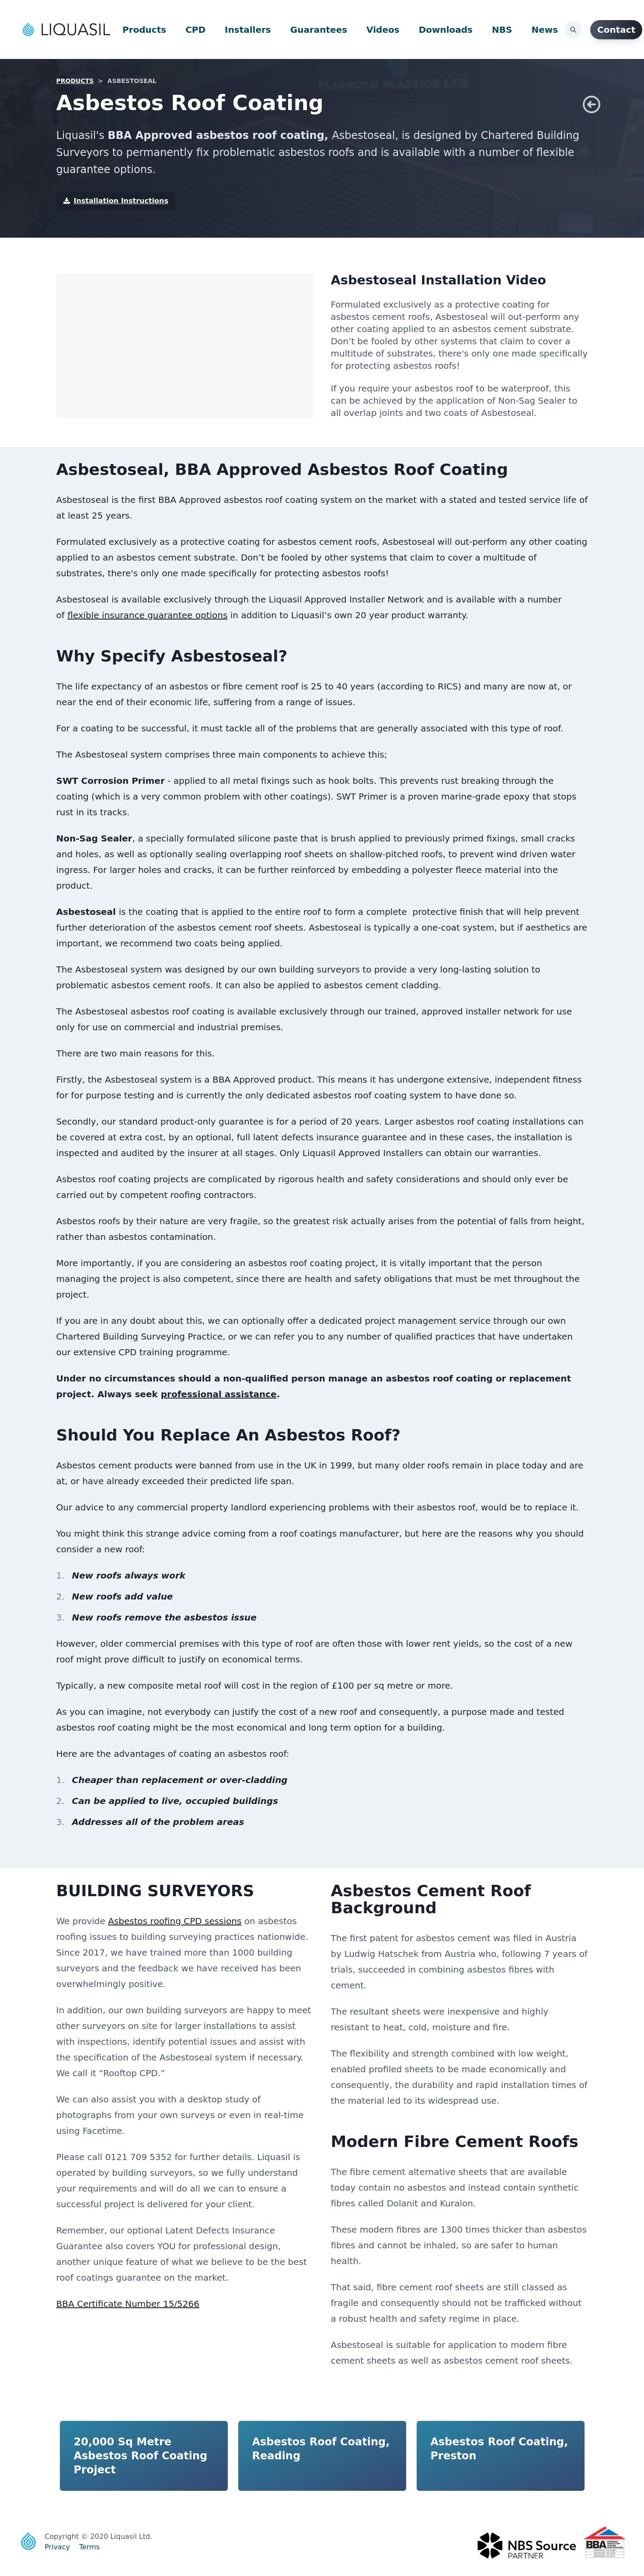 LIQUASIL
Products CPD Installers Guarantees Videos Downloads NBS News Contact
PRODUCTS > ASBESTOSEAL
Asbestos Roof Coating
Liquasil's BBA Approved asbestos roof coating, Asbestoseal, is designed by Chartered Building
Surveyors to permanently fix problematic asbestos roofs and is available with a number of flexible
guarantee options.
Installation Instructions
Asbestoseal Installation Video
Formulated exclusively as a protective coating for
asbestos cement roofs, Asbestoseal will out-perform any
other coating applied to an asbestos cement substrate.
Don't be fooled by other systems that claim to cover a
multitude of substrates, there's only one made specifically
for protecting asbestos roofs!
If you require your asbestos roof to be waterproof, this
can be achieved by the application of Non-Sag Sealer to
all overlap joints and two coats of Asbestoseal.
Asbestoseal, BBA Approved Asbestos Roof Coating
Asbestoseal is the first BBA Approved asbestos roof coating system on the market with a stated and tested service life of
at least 25 years.
Formulated exclusively as a protective coating for asbestos cement roofs, Asbestoseal will out-perform any other coating
applied to an asbestos cement substrate. Don’t be fooled by other systems that claim to cover a multitude of
substrates, there's only one made specifically for protecting asbestos roofs!
Asbestoseal is available exclusively through the Liquasil Approved Installer Network and is available with a number
of flexible insurance guarantee options in addition to Liquasil’s own 20 year product warranty.
Why Specify Asbestoseal?
The life expectancy of an asbestos or fibre cement roof is 25 to 40 years (according to RICS) and many are now at, or
near the end of their economic life, suffering from a range of issues.
For a coating to be successful, it must tackle all of the problems that are generally associated with this type of roof.
The Asbestoseal system comprises three main components to achieve this;
SWT Corrosion Primer - applied to all metal fixings such as hook bolts. This prevents rust breaking through the
coating (which is a very common problem with other coatings). SWT Primer is a proven marine-grade epoxy that stops
rust in its tracks.
Non-Sag Sealer, a specially formulated silicone paste that is brush applied to previously primed fixings, small cracks
and holes, as well as optionally sealing overlapping roof sheets on shallow-pitched roofs, to prevent wind driven water
ingress. For larger holes and cracks, it can be further reinforced by embedding a polyester fleece material into the
product.
Asbestoseal is the coating that is applied to the entire roof to form a complete protective finish that will help prevent
further deterioration of the asbestos cement roof sheets. Asbestoseal is typically a one-coat system, but if aesthetics are
important, we recommend two coats being applied.
The Asbestoseal system was designed by our own building surveyors to provide a very long-lasting solution to
problematic asbestos cement roofs. It can also be applied to asbestos cement cladding.
The Asbestoseal asbestos roof coating is available exclusively through our trained, approved installer network for use
only for use on commercial and industrial premises.
There are two main reasons for this.
Firstly, the Asbestoseal system is a BBA Approved product. This means it has undergone extensive, independent fitness
for for purpose testing and is currently the only dedicated asbestos roof coating system to have done so.
Secondly, our standard product-only guarantee is for a period of 20 years. Larger asbestos roof coating installations can
be covered at extra cost, by an optional, full latent defects insurance guarantee and in these cases, the installation is
inspected and audited by the insurer at all stages. Only Liquasil Approved Installers can obtain our warranties.
Asbestos roof coating projects are complicated by rigorous health and safety considerations and should only ever be
carried out by competent roofing contractors.
Asbestos roofs by their nature are very fragile, so the greatest risk actually arises from the potential of falls from height,
rather than asbestos contamination.
More importantly, if you are considering an asbestos roof coating project, it is vitally important that the person
managing the project is also competent, since there are health and safety obligations that must be met throughout the
project.
If you are in any doubt about this, we can optionally offer a dedicated project management service through our own
Chartered Building Surveying Practice, or we can refer you to any number of qualified practices that have undertaken
our extensive CPD training programme.
Under no circumstances should a non-qualified person manage an asbestos roof coating or replacement
project. Always seek professional assistance.
Should You Replace An Asbestos Roof?
Asbestos cement products were banned from use in the UK in 1999, but many older roofs remain in place today and are
at, or have already exceeded their predicted life span.
Our advice to any commercial property landlord experiencing problems with their asbestos roof, would be to replace it.
You might think this strange advice coming from a roof coatings manufacturer, but here are the reasons why you should
consider a new roof:
1. New roofs always work
2. New roofs add value
3. New roofs remove the asbestos issue
However, older commercial premises with this type of roof are often those with lower rent yields, so the cost of a new
roof might prove difficult to justify on economical terms.
Typically, a new composite metal roof will cost in the region of £100 per sq metre or more.
As you can imagine, not everybody can justify the cost of a new roof and consequently, a purpose made and tested
asbestos roof coating might be the most economical and long term option for a building.
Here are the advantages of coating an asbestos roof:
1. Cheaper than replacement or over-cladding
2. Can be applied to live, occupied buildings
3. Addresses all of the problem areas
BUILDING SURVEYORS
We provide Asbestos roofing CPD sessions on asbestos
roofing issues to building surveying practices nationwide.
Since 2017, we have trained more than 1000 building
surveyors and the feedback we have received has been
overwhelmingly positive.
In addition, our own building surveyors are happy to meet
other surveyors on site for larger installations to assist
with inspections, identify potential issues and assist with
the specification of the Asbestoseal system if necessary.
We call it “Rooftop CPD.”
We can also assist you with a desktop study of
photographs from your own surveys or even in real-time
using Facetime.
Please call 0121 709 5352 for further details. Liquasil is
operated by building surveyors, so we fully understand
your requirements and will do all we can to ensure a
successful project is delivered for your client.
Remember, our optional Latent Defects Insurance
Guarantee also covers YOU for professional design,
another unique feature of what we believe to be the best
roof coatings guarantee on the market.
BBA Certificate Number 15/5266
Asbestos Cement Roof
Background
The first patent for asbestos cement was filed in Austria
by Ludwig Hatschek from Austria who, following 7 years of
trials, succeeded in combining asbestos fibres with
cement.
The resultant sheets were inexpensive and highly
resistant to heat, cold, moisture and fire.
The flexibility and strength combined with low weight,
enabled profiled sheets to be made economically and
consequently, the durability and rapid installation times of
the material led to its widespread use.
Modern Fibre Cement Roofs
The fibre cement alternative sheets that are available
today contain no asbestos and instead contain synthetic
fibres called Dolanit and Kuralon.
These modern fibres are 1300 times thicker than asbestos
fibres and cannot be inhaled, so are safer to human
health.
That said, fibre cement roof sheets are still classed as
fragile and consequently should not be trafficked without
a robust health and safety regime in place.
Asbestoseal is suitable for application to modern fibre
cement sheets as well as asbestos cement roof sheets.
20,000 Sq Metre
Asbestos Roof Coating
Project
Asbestos Roof Coating,
Reading
Asbestos Roof Coating,
Preston
Copyright © 2020 Liquasil Ltd.
Privacy Terms
NBS Source
PARTNER
BBA